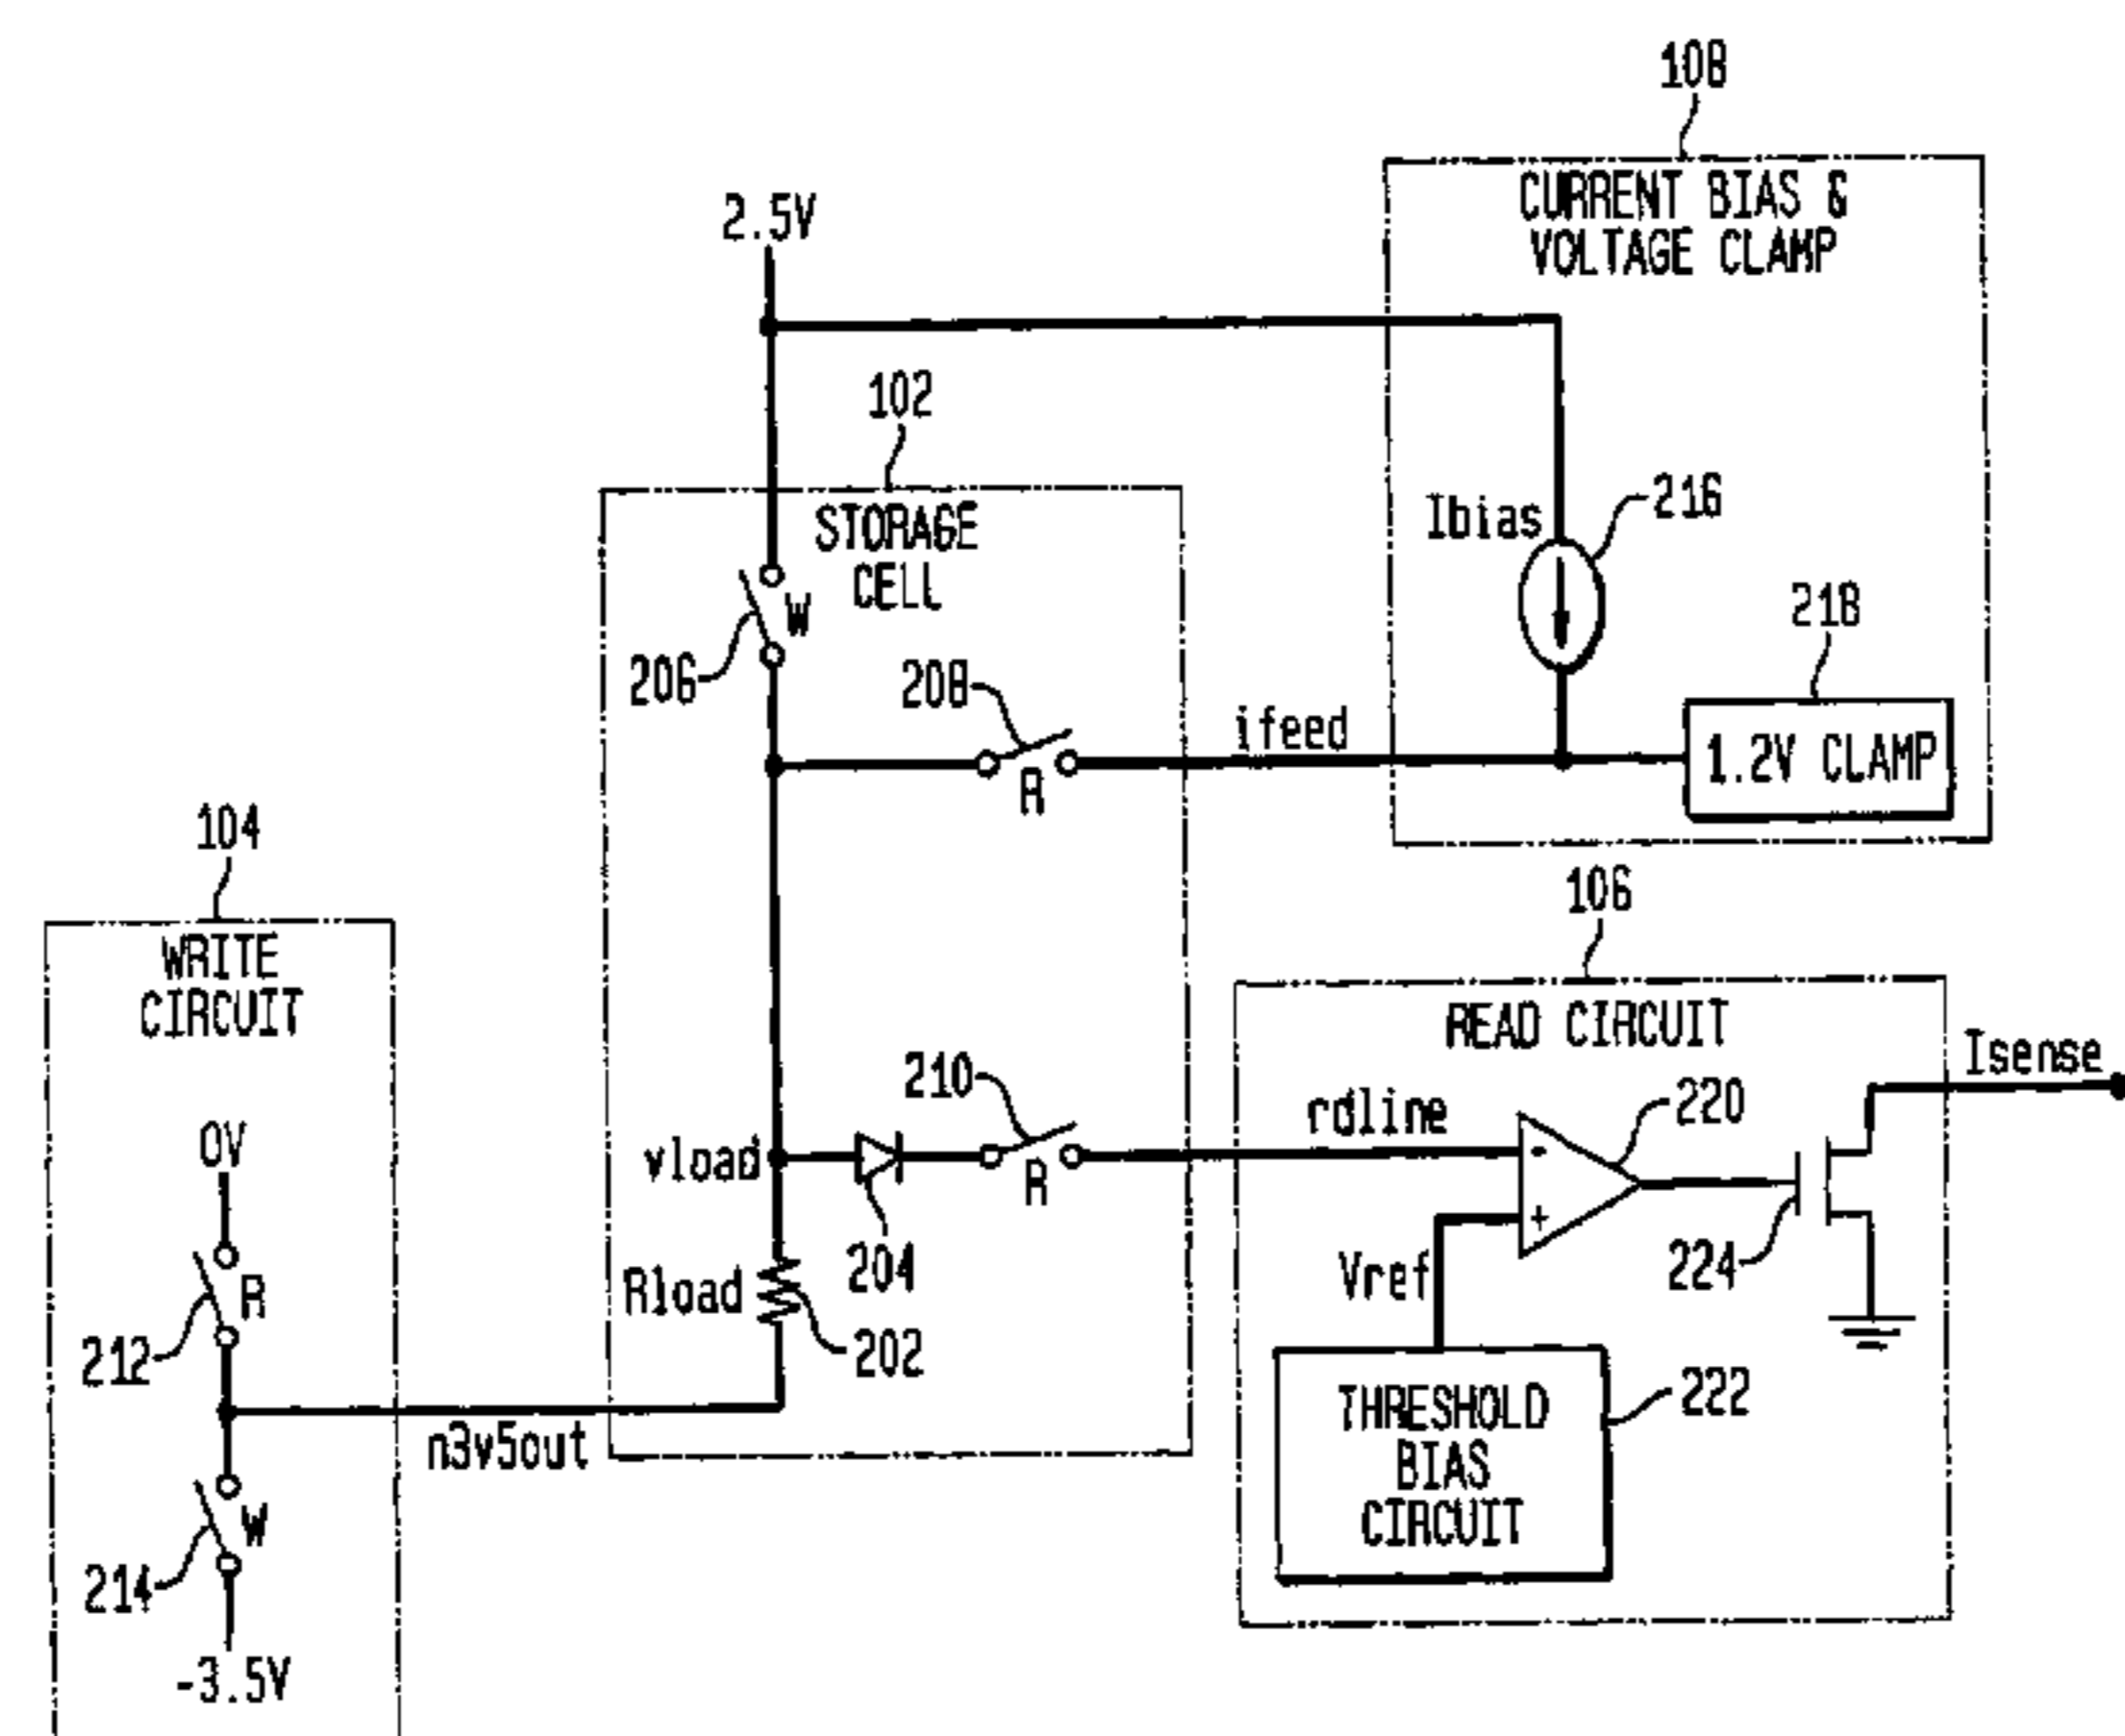 108
CURRENT BIAS &
VOLTAGE CLAMP
2.5V
102
STORAGE
CELL
Ibias
216
218
W
206
208
ifeed
1.2V CLAMP
R
104
106
WRITE
CIRCUIT
READ CIRCUIT
Isense
210
rdline
220
0V
vload
-
R
+
204
Vref
224
R
Rload
212
202
222
THRESHOLD
BIAS
CIRCUIT
n3v5out
W
214
-3.5V